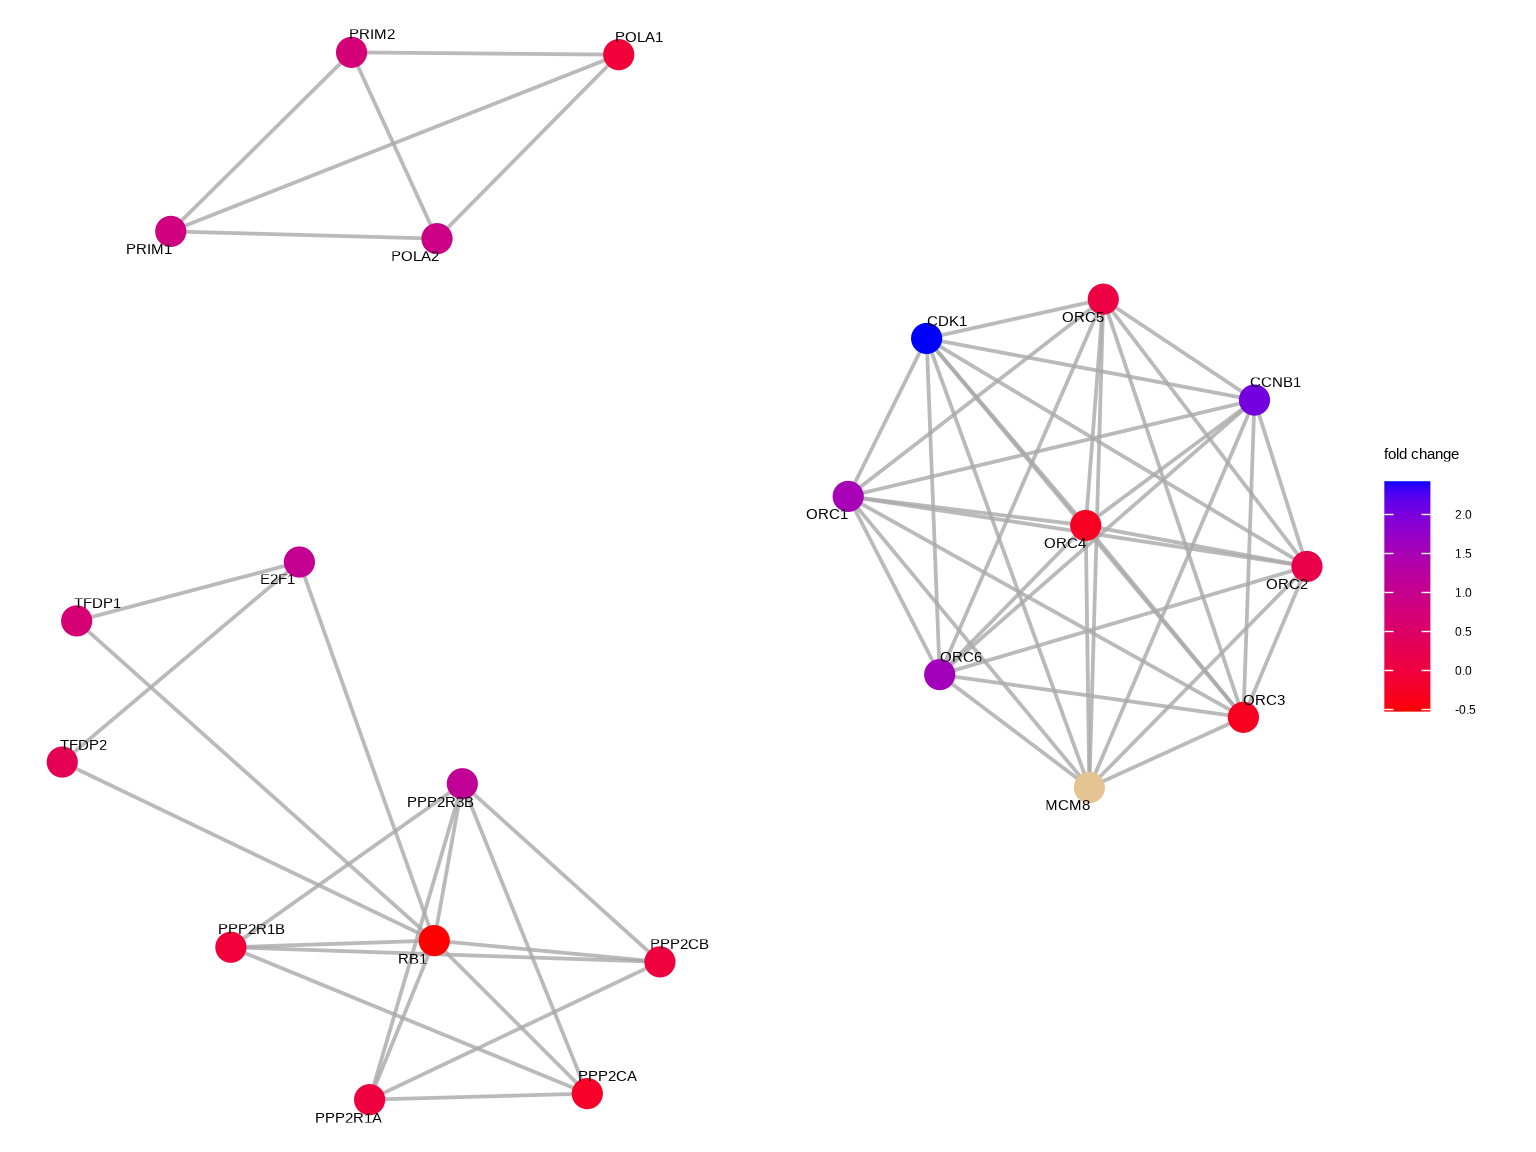 PRIM2
POLA1
PRIM1
POLA2
CDK1
ORC5
CCNB1
ORC1
ORC4
ORC2
ORC6
ORC3
MCM8
fold change
2.0
1.5
1.0
0.5
0.0
-0.5
E2F1
TFDP1
TFDP2
PPP2R3B
PPP2R1B
RB1
PPP2CB
PPP2CA
PPP2R1A